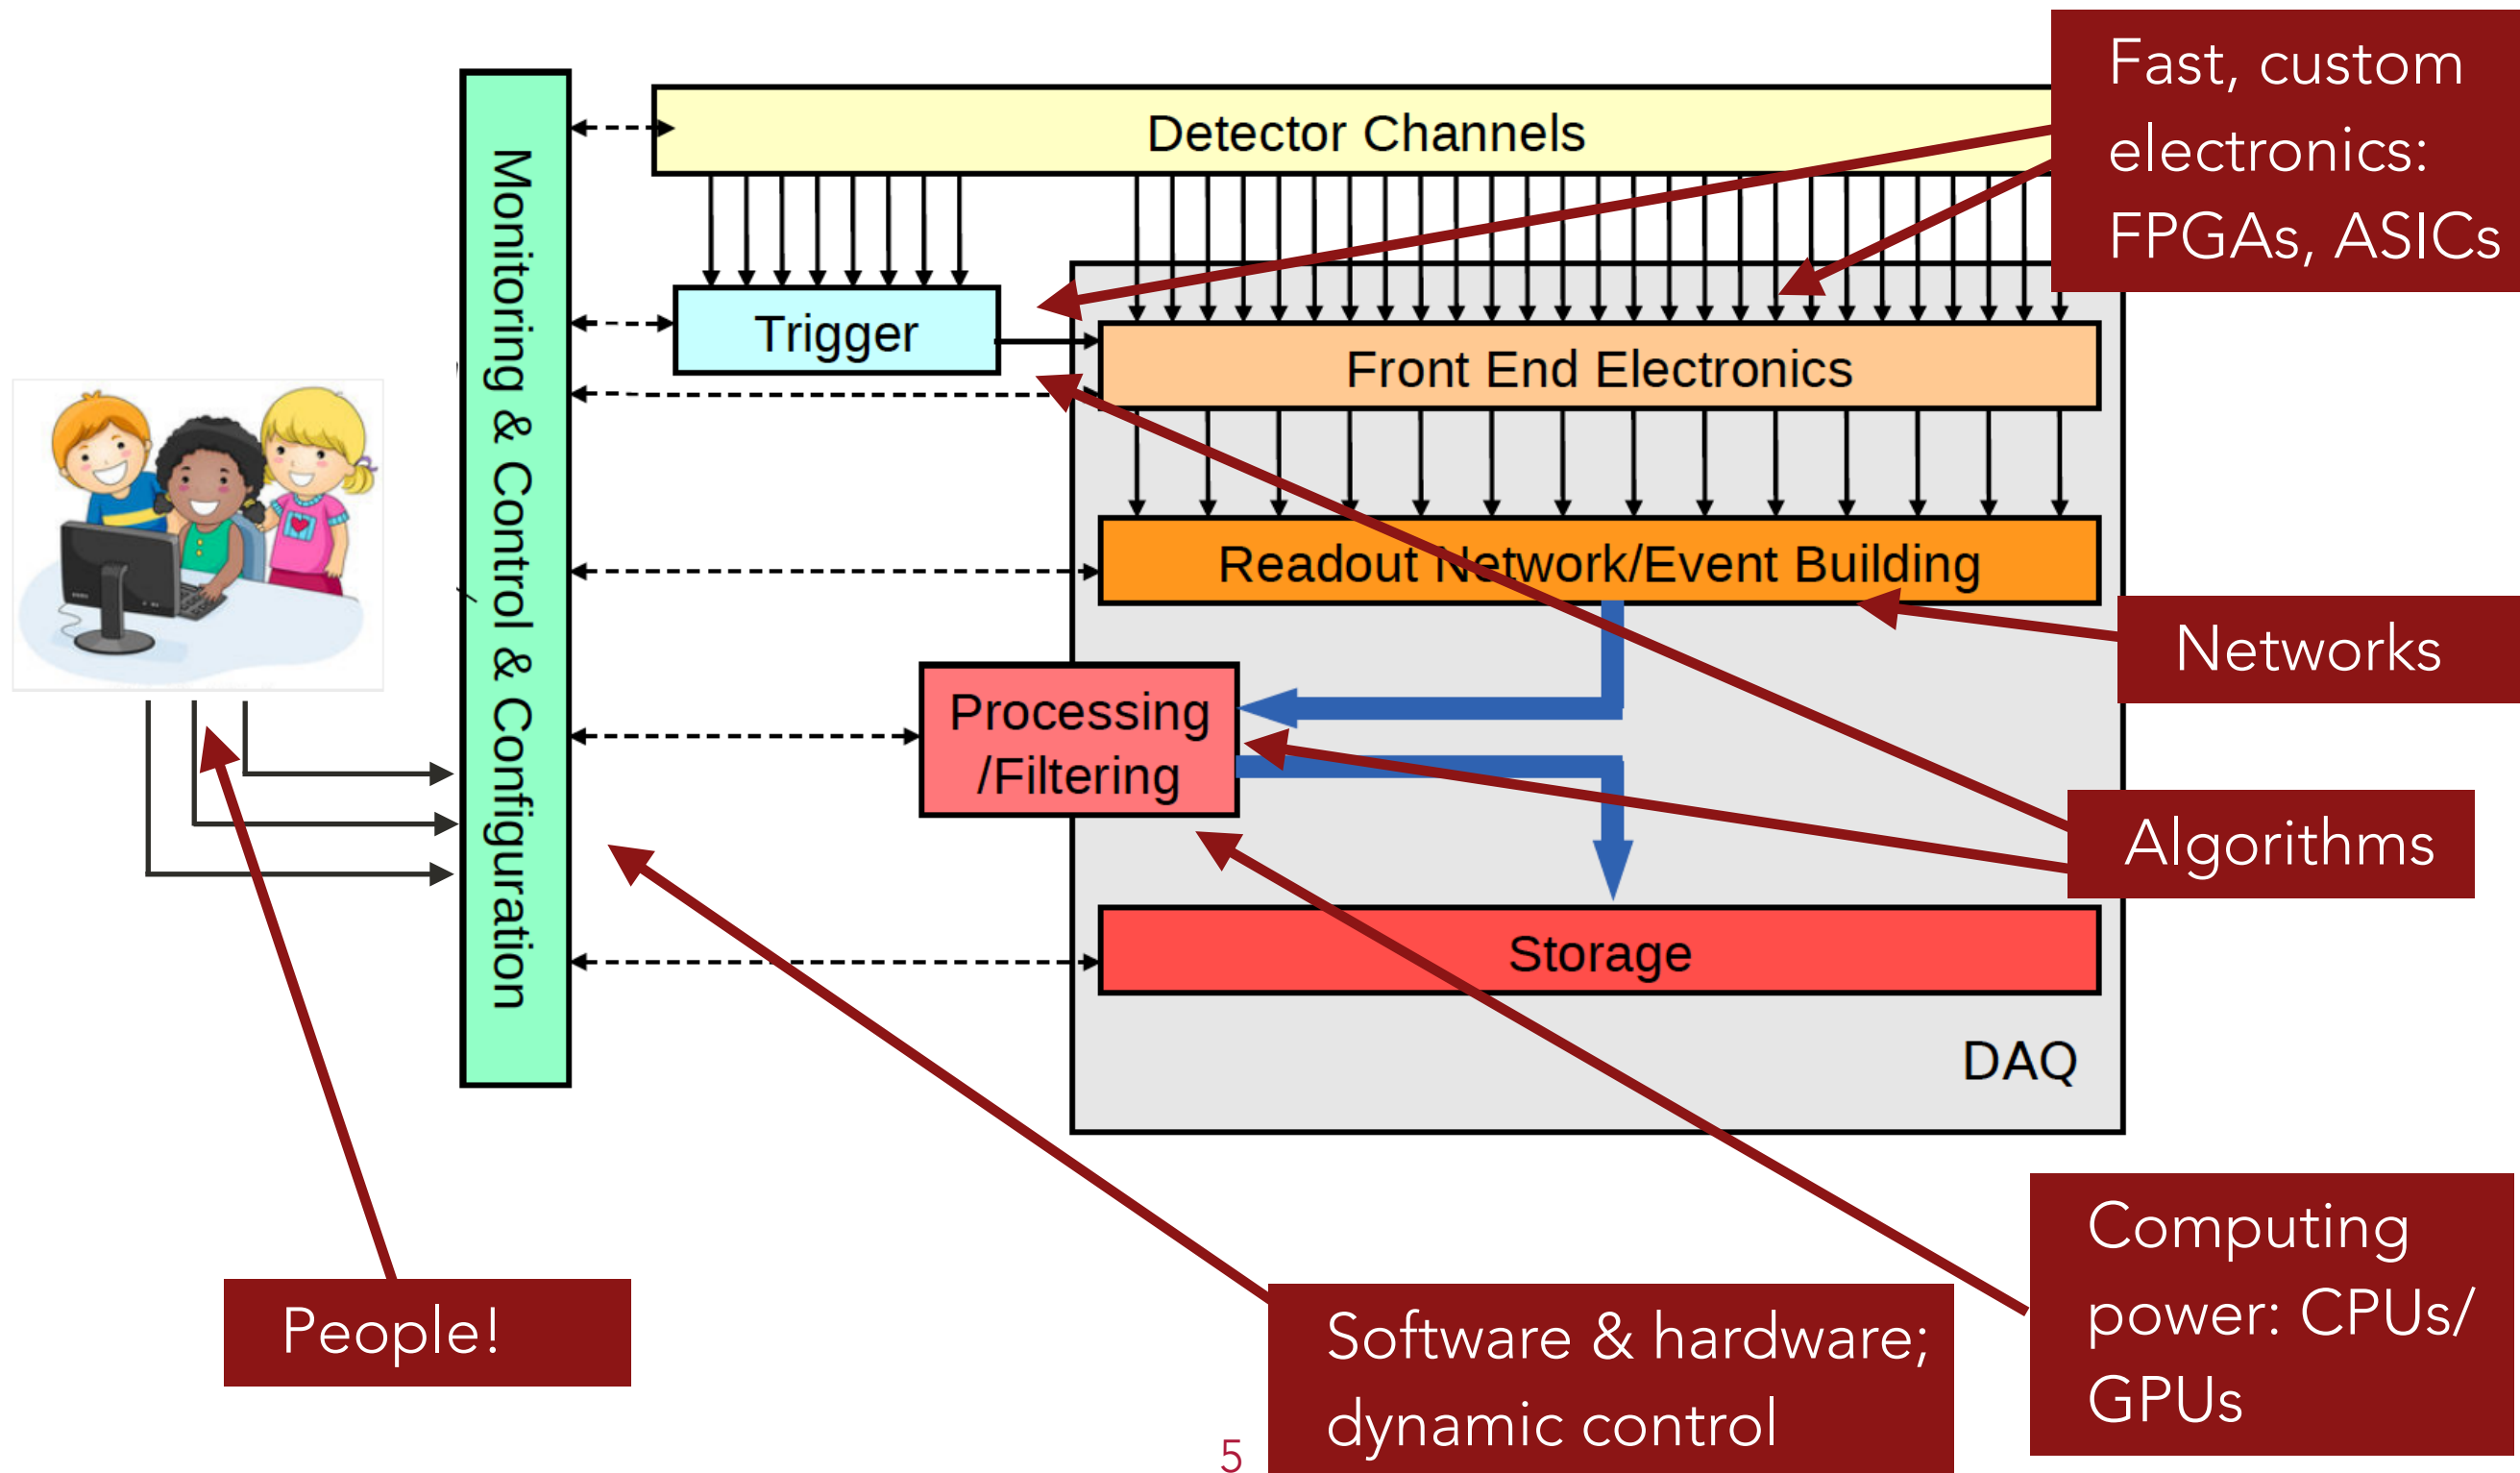 Fast, custom
electronics:
FPGAs, ASICs
Detector Channels
Monitoring & Control & Configuration
Trigger
Front End Electronics
Readout Network/Event Building
Networks
Processing
/Filtering
Algorithms
Storage
DAQ
People!
Software & hardware;
dynamic control
Computing
power: CPUs/
GPUs
5